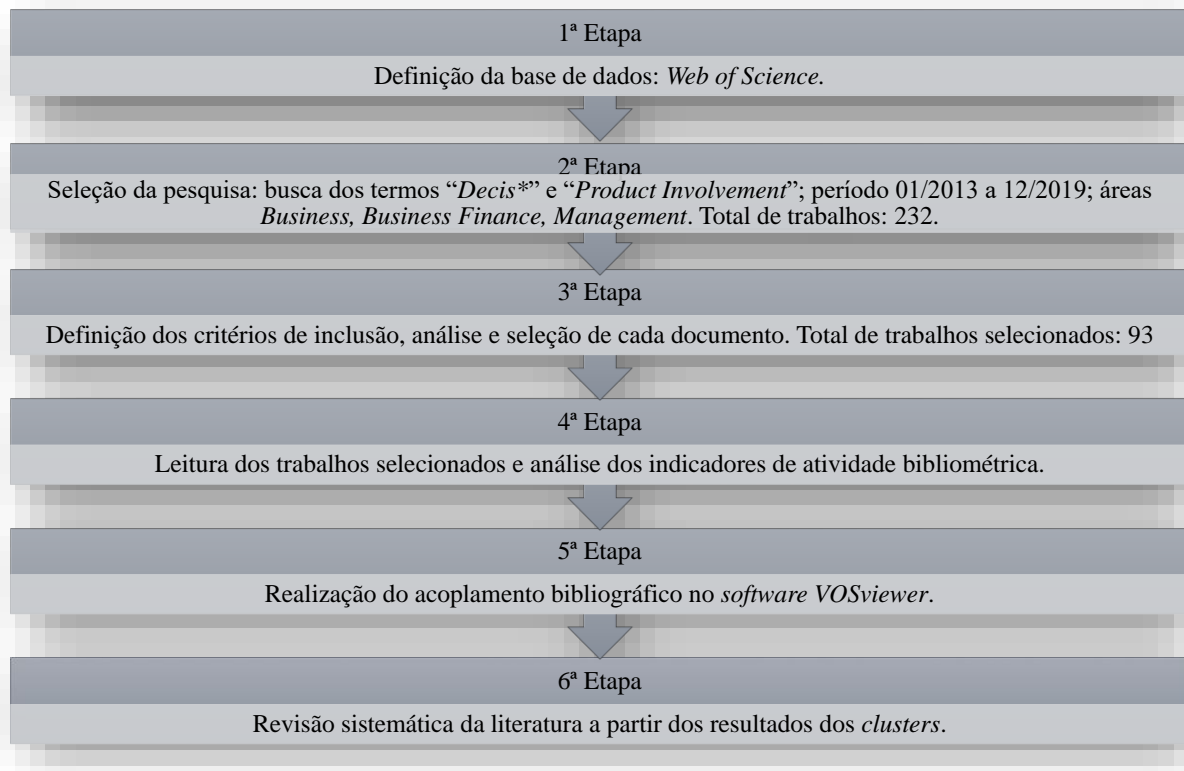 1ª Etapa
Definição da base de dados: Web of Science.
2ª Etapa
Seleção da pesquisa: busca dos termos “Decis*” e “Product Involvement”; período 01/2013 a 12/2019; áreas
Business, Business Finance, Management. Total de trabalhos: 232.
3ª Etapa
Definição dos critérios de inclusão, análise e seleção de cada documento. Total de trabalhos selecionados: 93
4ª Etapa
Leitura dos trabalhos selecionados e análise dos indicadores de atividade bibliométrica.
5ª Etapa
Realização do acoplamento bibliográfico no software VOSviewer.
6ª Etapa
Revisão sistemática da literatura a partir dos resultados dos clusters.